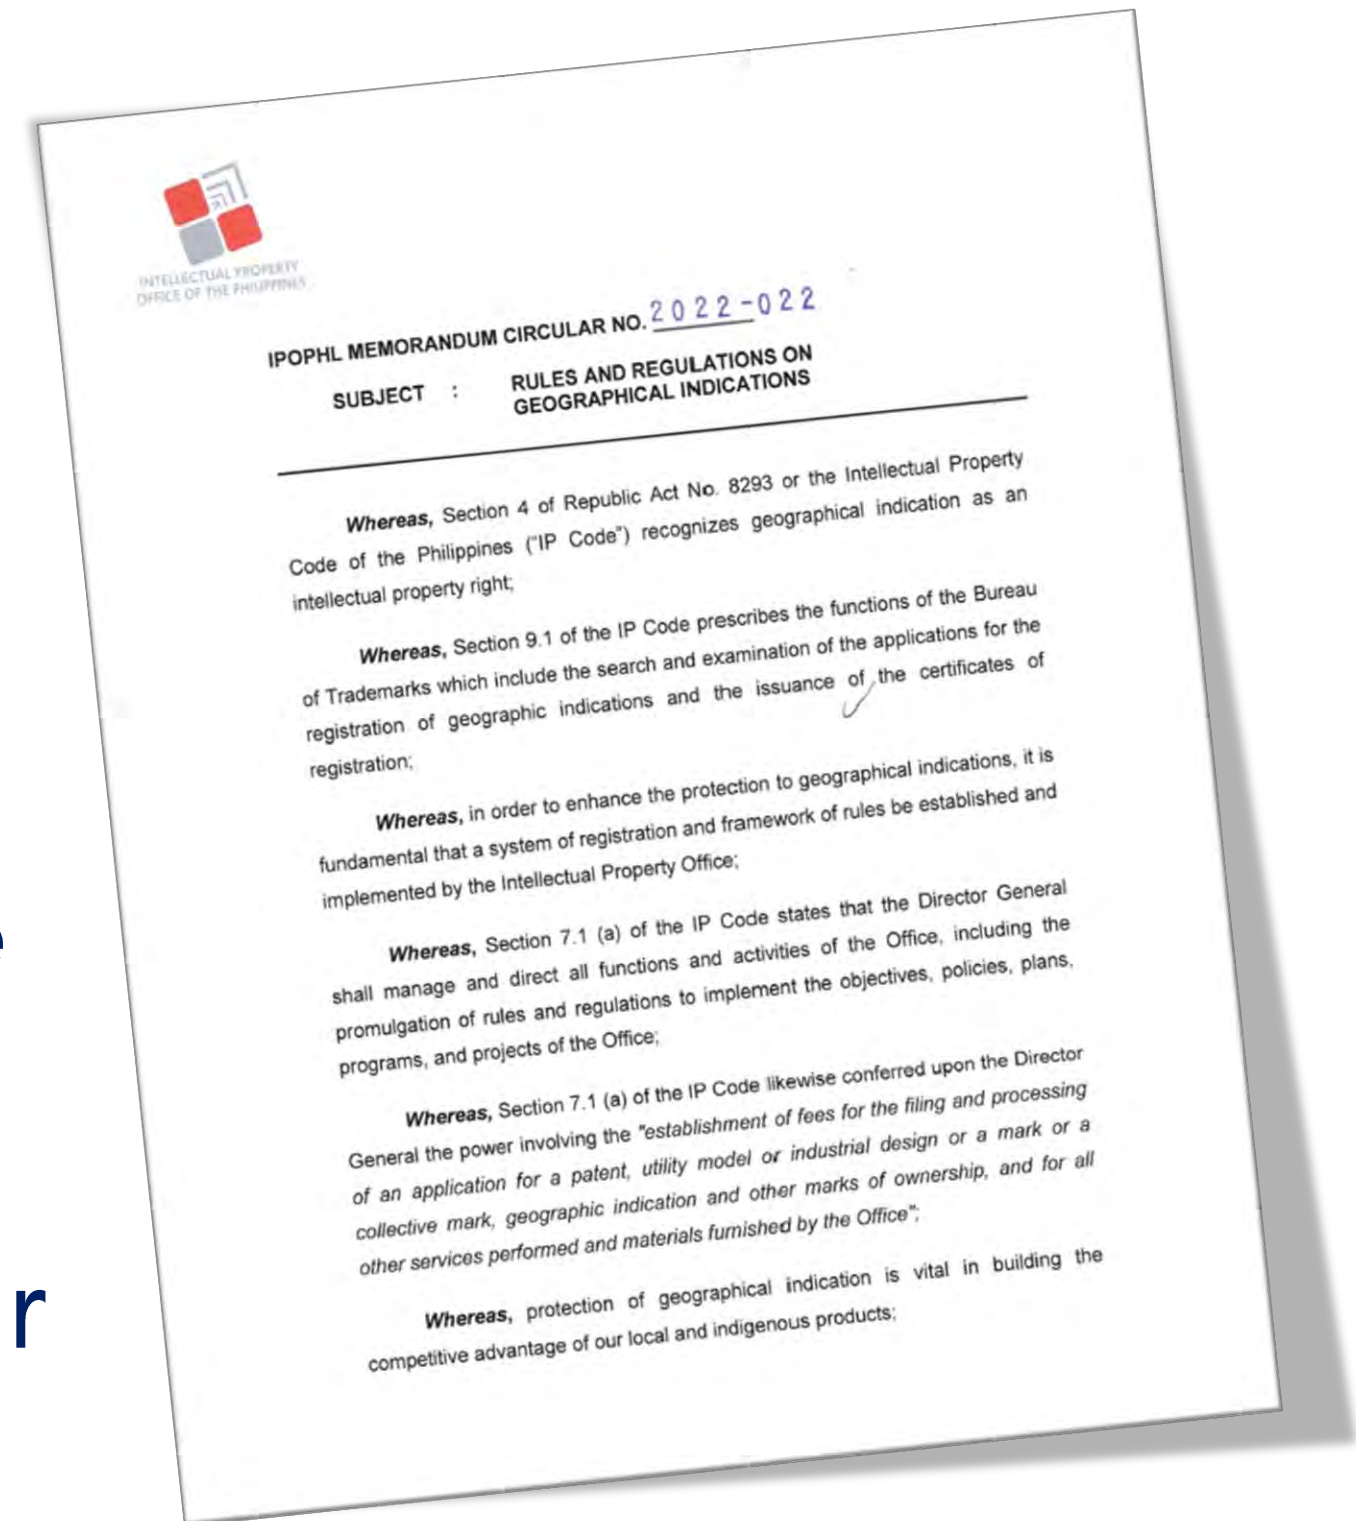 INTELLECTUAL PROPERTY
OFFICE OF THE PHILIPPINES
IPOPHL MEMORANDUM CIRCULAR NO. 2022-022
SUBJECT : RULES AND REGULATIONS ON
GEOGRAPHICAL INDICATIONS
Whereas, Section 4 of Republic Act No. 8293 or the Intellectual Property
Code of the Philippines ("IP Code") recognizes geographical indication as an
intellectual property right;
Whereas, Section 9.1 of the IP Code prescribes the functions of the Bureau
of Trademarks which include the search and examination of the applications for the
registration of geographic indications and the issuance of the certificates of
registration;
Whereas, in order to enhance the protection to geographical indications, it is
fundamental that a system of registration and framework of rules be established and
implemented by the Intellectual Property Office;
Whereas, Section 7.1 (a) of the IP Code states that the Director General
shall manage and direct all functions and activities of the Office, including the
promulgation of rules and regulations to implement the objectives, policies, plans,
programs, and projects of the Office;
Whereas, Section 7.1 (a) of the IP Code likewise conferred upon the Director
General the power involving the "establishment of fees for the filing and processing
of an application for a patent, utility model or industrial design or a mark or a
collective mark, geographic indication and other marks of ownership, and for all
other services performed and materials furnished by the Office";
Whereas, protection of geographical indication is vital in building the
competitive advantage of our local and indigenous products;
e
r